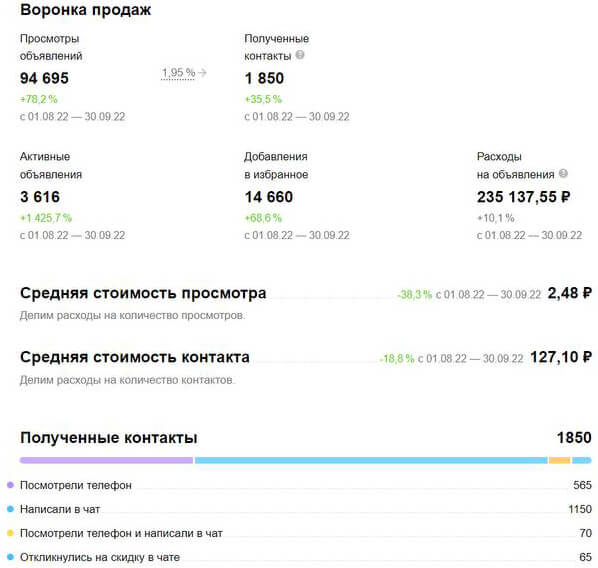 Воронка продаж
Просмотры
объявлений
94 695
+78,2 %
с 01.08.22 — 30.09.22
1,95 % →
Полученные
контакты ?
1 850
+35,5 %
с 01.08.22 — 30.09.22
Активные
объявления
3 616
+1 425,7 %
с 01.08.22 — 30.09.22
Добавления
в избранное
14 660
+68,6 %
с 01.08.22 — 30.09.22
Расходы
на объявления ?
235 137,55 ₽
+10,1 %
с 01.08.22 — 30.09.22
Средняя стоимость просмотра -38,3 % с 01.08.22 — 30.09.22 2,48 ₽
Делим расходы на количество просмотров.
Средняя стоимость контакта -18,8 % с 01.08.22 — 30.09.22 127,10 ₽
Делим расходы на количество контактов.
Полученные контакты 1850
Посмотрели телефон 565
Написали в чат 1150
Посмотрели телефон и написали в чат 70
Откликнулись на скидку в чате 65